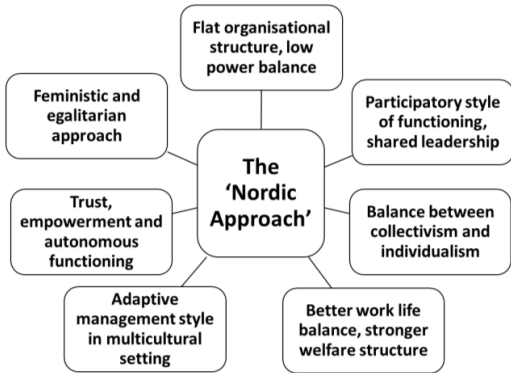 Flat organisational
structure, low
power balance
Feministic and
egalitarian
approach
Participatory style
of functioning,
shared leadership
The
‘Nordic
Approach’
Trust,
empowerment and
autonomous
functioning
Balance between
collectivism and
individualism
Adaptive
management style
in multicultural
setting
Better work life
balance, stronger
welfare structure